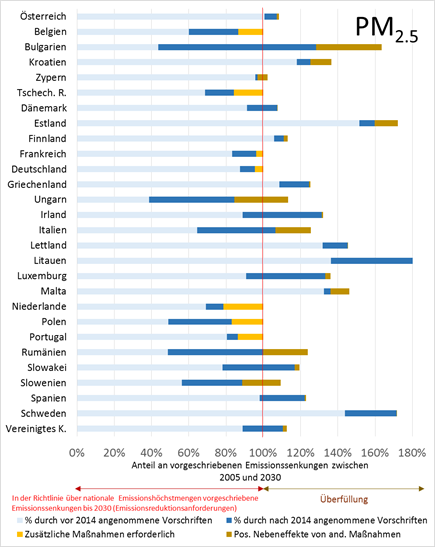 PM2.5
Österreich
Belgien
Bulgarien
Kroatien
Zypern
Tschech. R.
Dänemark
Estland
Finnland
Frankreich
Deutschland
Griechenland
Ungarn
Irland
Italien
Lettland
Litauen
Luxemburg
Malta
Niederlande
Polen
Portugal
Rumänien
Slowakei
Slowenien
Spanien
Schweden
Vereinigtes K.
0% 20% 40% 60% 80% 100% 120% 140% 160% 180%
Anteil an vorgeschriebenen Emissionssenkungen zwischen
2005 und 2030
In der Richtlinie über nationale Emissionshöchstmengen vorgeschriebene
Emissionssenkungen bis 2030 (Emissionsreduktionsanforderungen)
Überfüllung
% durch vor 2014 angenommene Vorschriften
% durch nach 2014 angenommene Vorschriften
Zusätzliche Maßnahmen erforderlich
Pos. Nebeneffekte von and. Maßnahmen